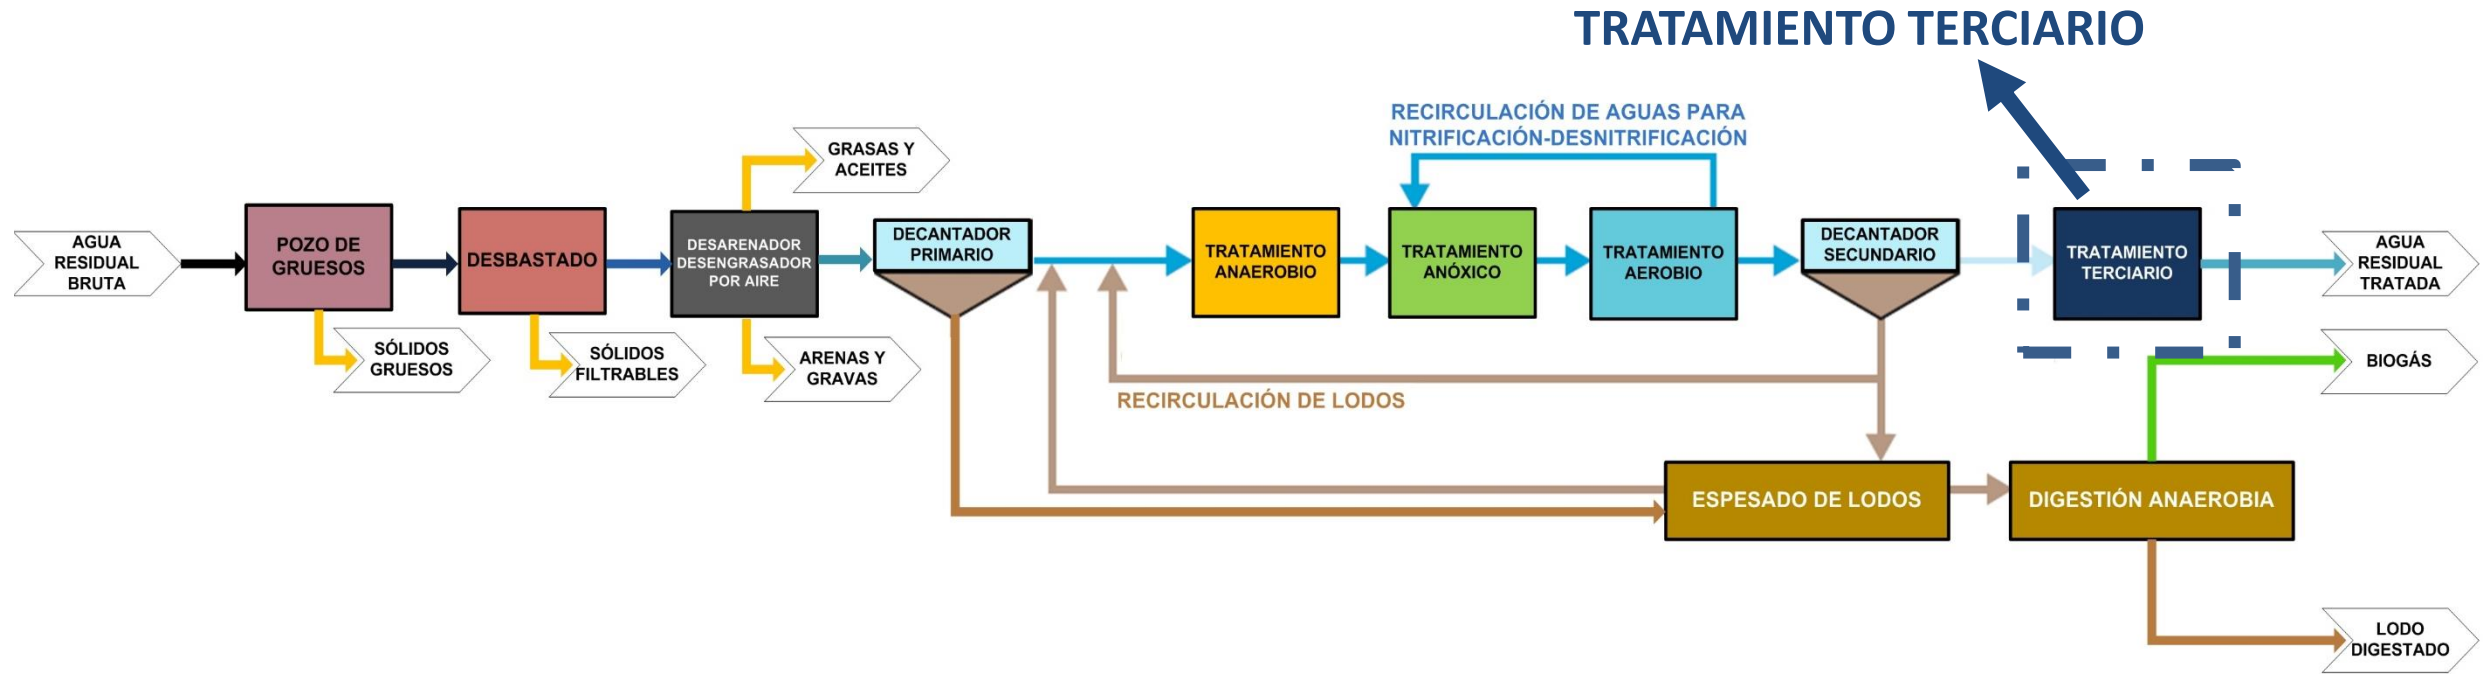 TRATAMIENTO TERCIARIO
RECIRCULACIÓN DE AGUAS PARA
NITRIFICACIÓN-DESNITRIFICACIÓN
GRASAS Y
ACEITES
AGUA
RESIDUAL
BRUTA
POZO DE
GRUESOS
DESBASTADO
DESARENADOR
DESENGRASADOR
POR AIRE
DECANTADOR
PRIMARIO
TRATAMIENTO
ANAEROBIO
TRATAMIENTO
ANÓXICO
TRATAMIENTO
AEROBIO
DECANTADOR
SECUNDARIO
TRATAMIENTO
TERCIARIO
AGUA
RESIDUAL
TRATADA
SÓLIDOS
GRUESOS
SÓLIDOS
FILTRABLES
ARENAS Y
GRAVAS
BIOGÁS
RECIRCULACIÓN DE LODOS
ESPESADO DE LODOS
DIGESTIÓN ANAEROBIA
LODO
DIGESTADO